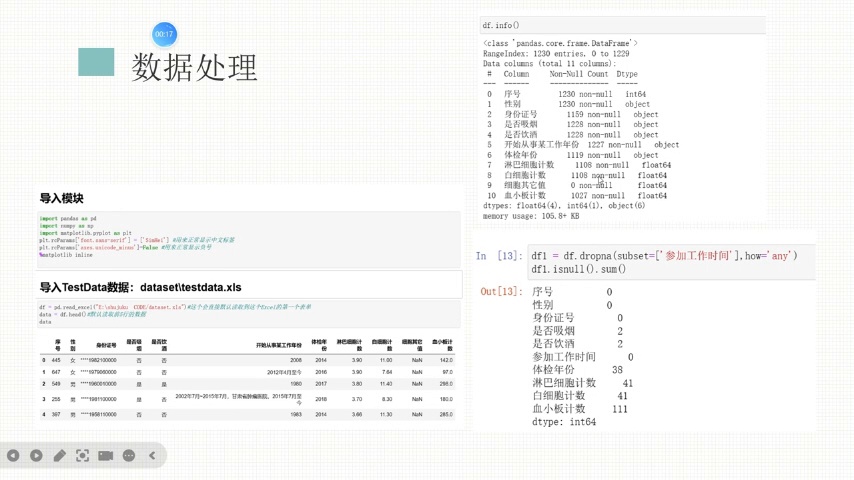 00:17
数据处理
导入模块
import pandas as pd
import numpy as np
import matplotlib.pyplot as plt
plt.rcParams['font.sans-serif'] = ['SimHei'] #用来正常显示中文标签
plt.rcParams['axes.unicode_minus']=False #用来正常显示负号
%matplotlib inline
导入TestData数据：dataset\testdata.xls
CODE/dataset.xls")#这个会直接默认读取到这个Excel的第一个表单
data = df.head()#默认读取前5行的数据
data
序号 性别 身份证号 是否吸烟 是否饮酒 开始从事某工作年份 体检年份 淋巴细胞计数 白细胞计数 细胞其它值 血小板计数
0 445 女 ****1982100000 否 否 2008 2014 3.90 11.00 NaN 142.0
1 647 女 ****1979080000 否 否 2012年4月至今 2016 3.90 7.84 NaN 97.0
2 549 男 ****1960010000 是 是 1980 2017 3.80 11.40 NaN 298.0
3 255 男 ****1981100000 是 否 2002年7月~2015年7月，甘肃省肿瘤医院，2015年7月至今 2018 3.70 8.30 NaN 180.0
4 397 男 ****1958110000 否 否 1983 2014 3.66 11.30 NaN 285.0
df.info()
<class 'pandas.core.frame.DataFrame'>
RangeIndex: 1230 entries, 0 to 1229
Data columns (total 11 columns):
# Column Non-Null Count Dtype
--- ------ -------------- -----
0 序号 1230 non-null int64
1 性别 1230 non-null object
2 身份证号 1159 non-null object
3 是否吸烟 1228 non-null object
4 是否饮酒 1228 non-null object
5 开始从事某工作年份 1227 non-null object
6 体检年份 1119 non-null object
7 淋巴细胞计数 1108 non-null float64
8 白细胞计数 1108 non-null float64
9 细胞其它值 0 non-null float64
10 血小板计数 1027 non-null float64
dtypes: float64(4), int64(1), object(6)
memory usage: 105.8+ KB
In [13]: df1 = df.dropna(subset=['参加工作时间'],how='any')
df1.isnull().sum()
Out[13]: 序号 0
性别 0
身份证号 0
是否吸烟 2
是否饮酒 2
参加工作时间 0
体检年份 38
淋巴细胞计数 41
白细胞计数 41
血小板计数 111
dtype: int64